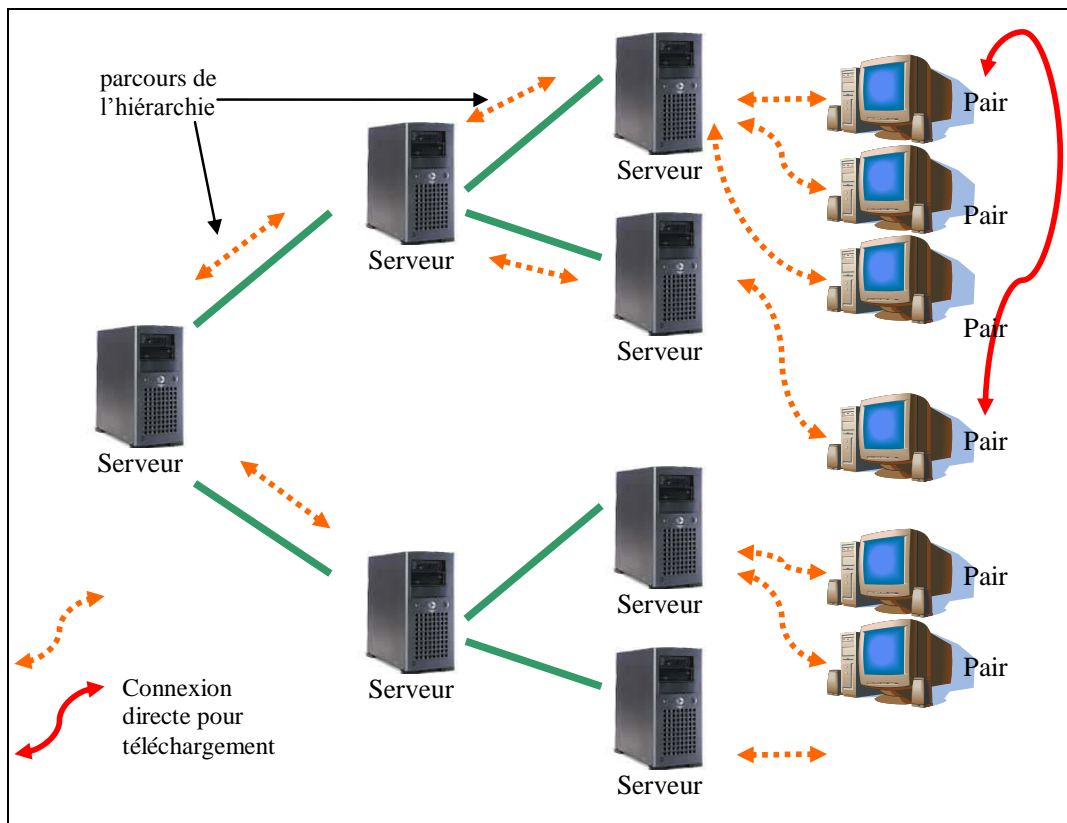 parcours de
l'hiérarchie
Serveur
Serveur
Serveur
Serveur
Serveur
Serveur
Serveur
Pair
Pair
Pair
Pair
Pair
Pair
Connexion
directe pour
téléchargement